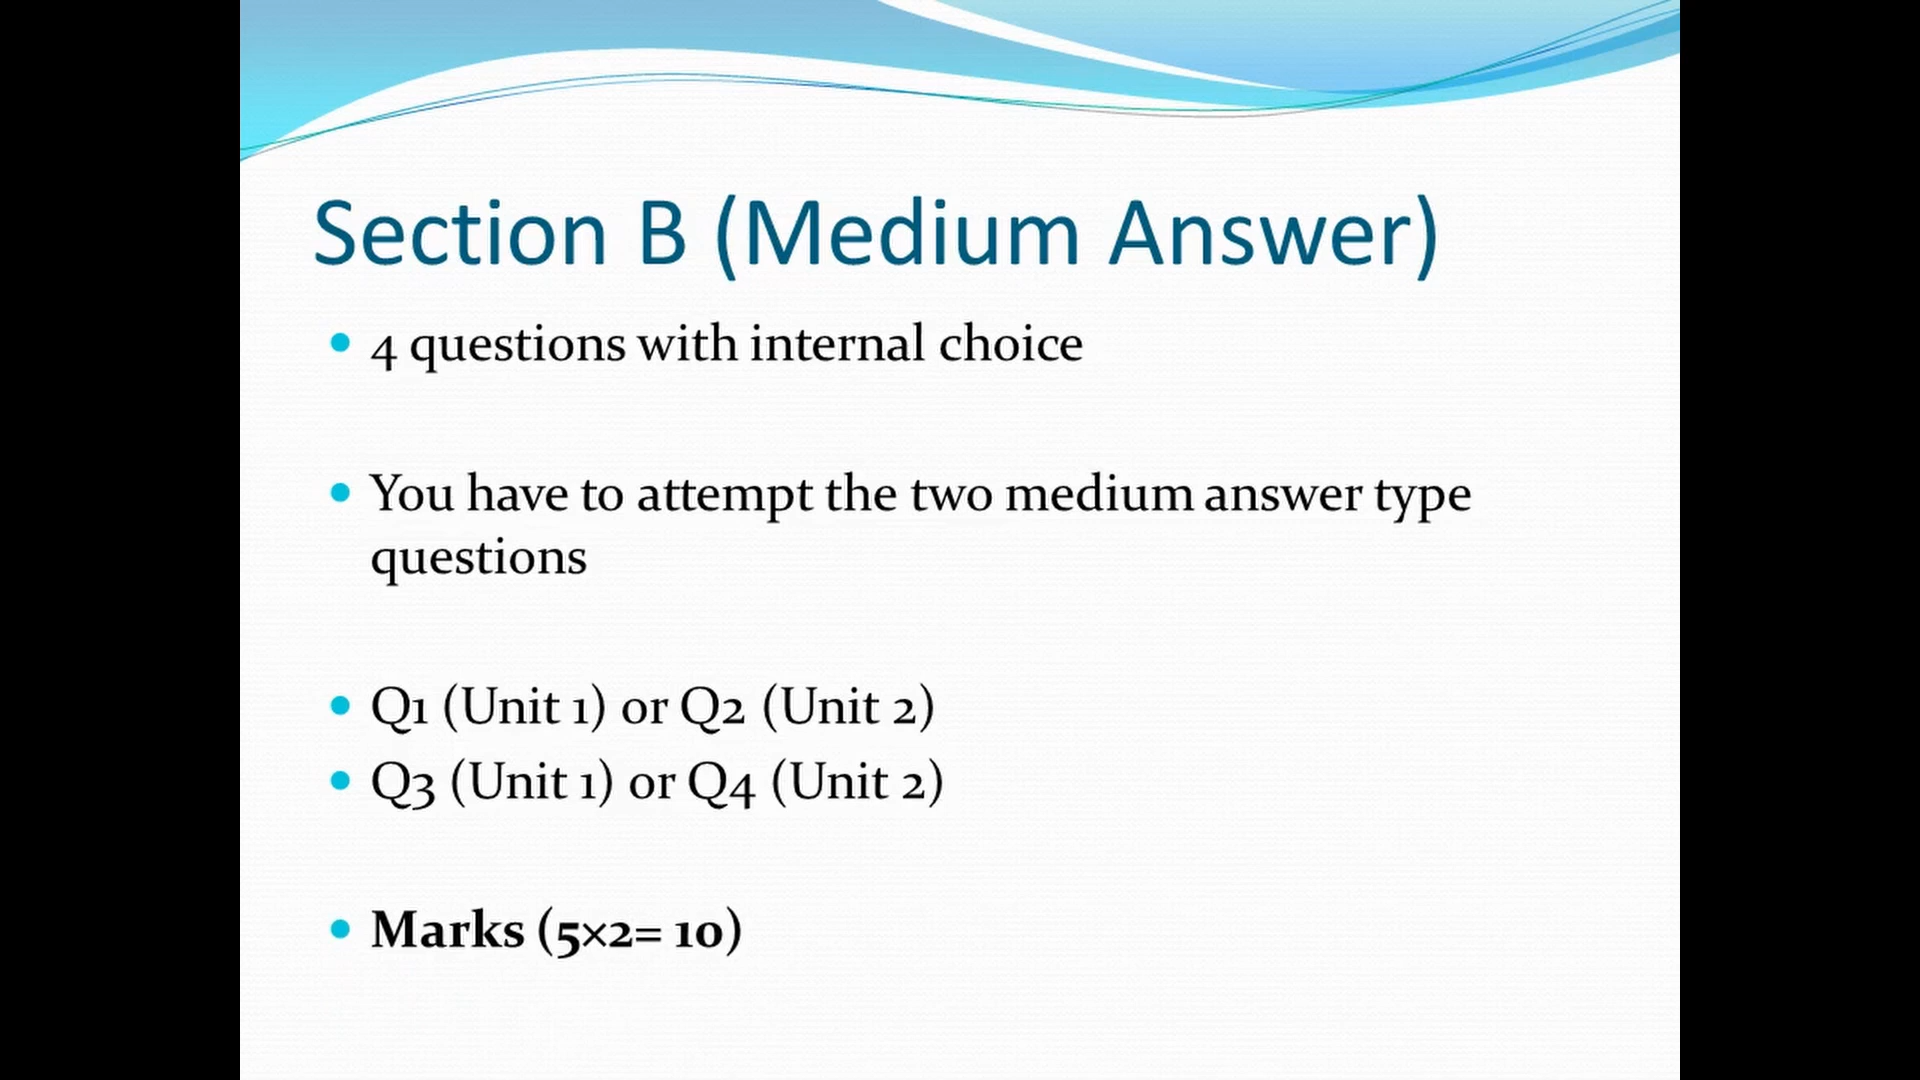 Section B (Medium Answer)
• 4 questions with internal choice
• You have to attempt the two medium answer type
questions
• Q1 (Unit 1) or Q2 (Unit 2)
• Q3 (Unit 1) or Q4 (Unit 2)
• Marks (5×2= 10)